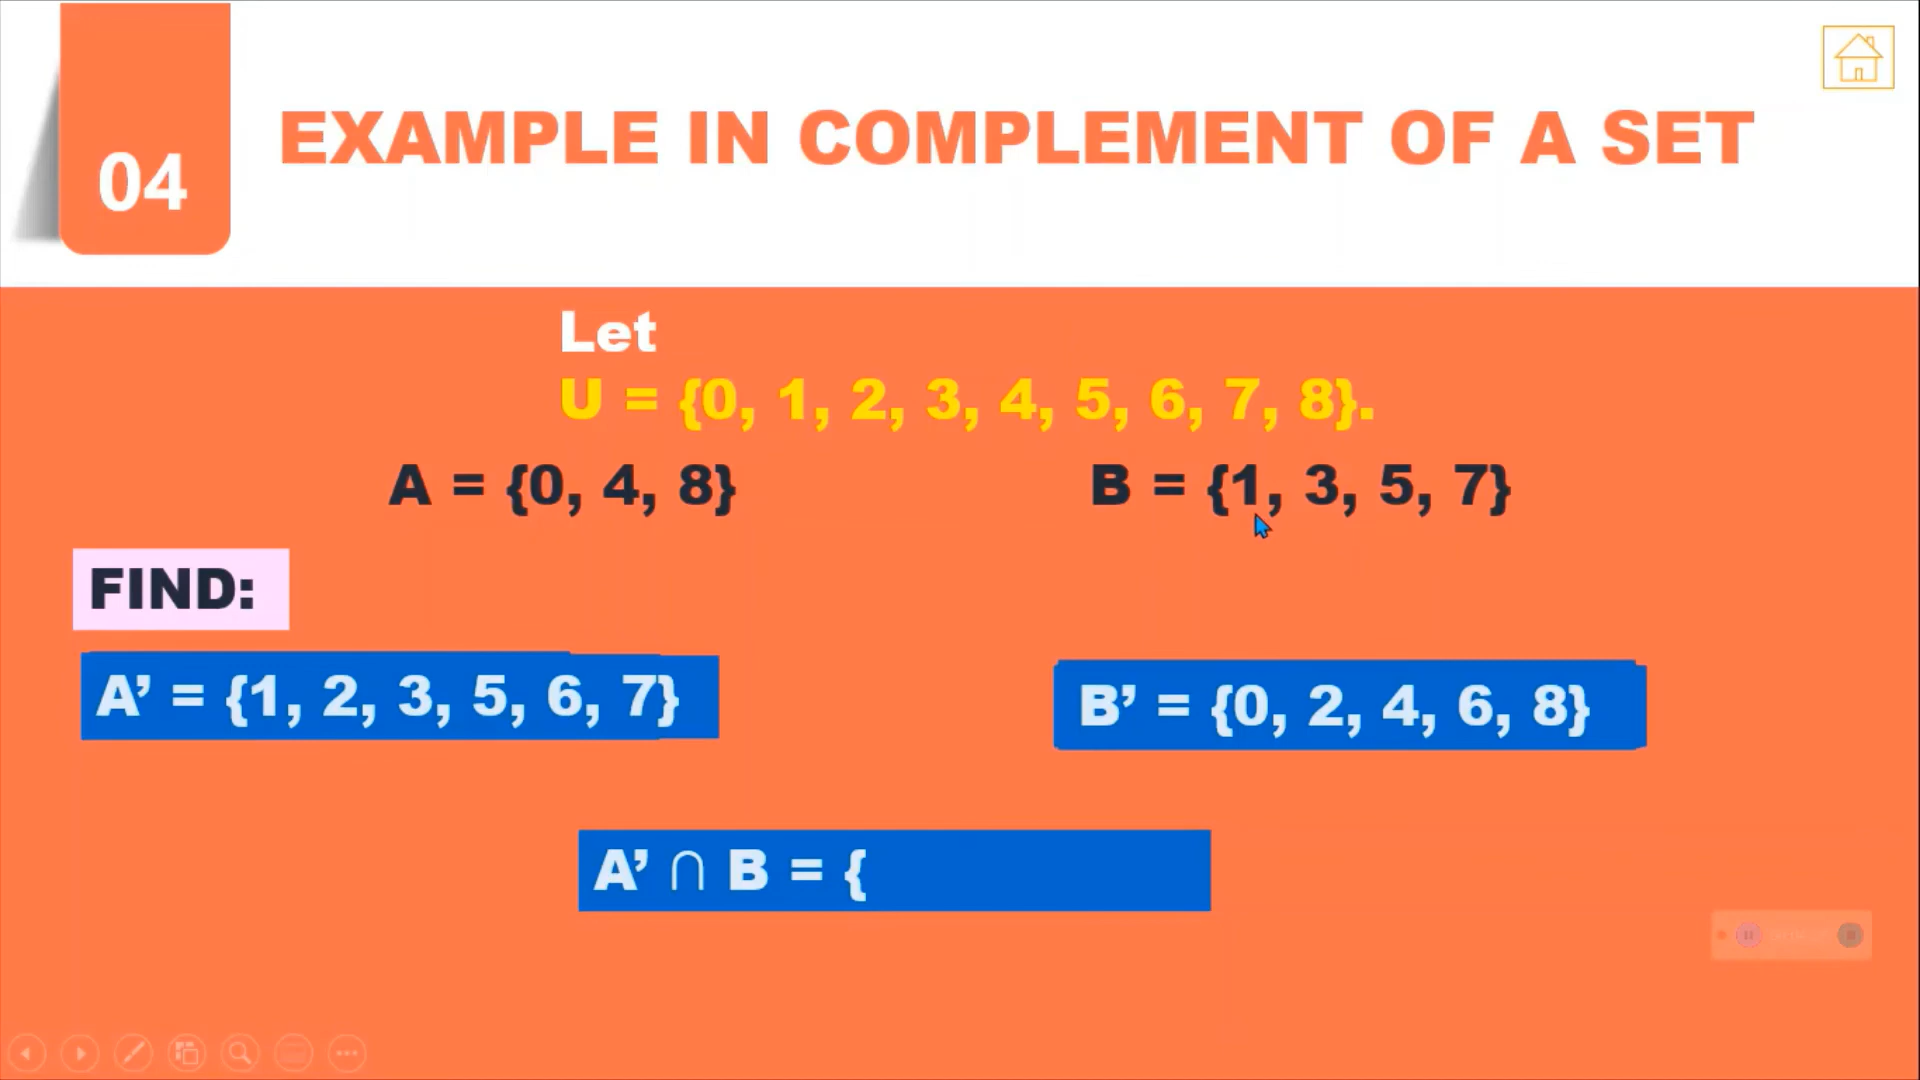 04
EXAMPLE IN COMPLEMENT OF A SET
Let
U = {0, 1, 2, 3, 4, 5, 6, 7, 8}.
A = {0, 4, 8}
B = {1, 3, 5, 7}
FIND:
A’ = {1, 2, 3, 5, 6, 7}
B’ = {0, 2, 4, 6, 8}
A’ ∩ B = {